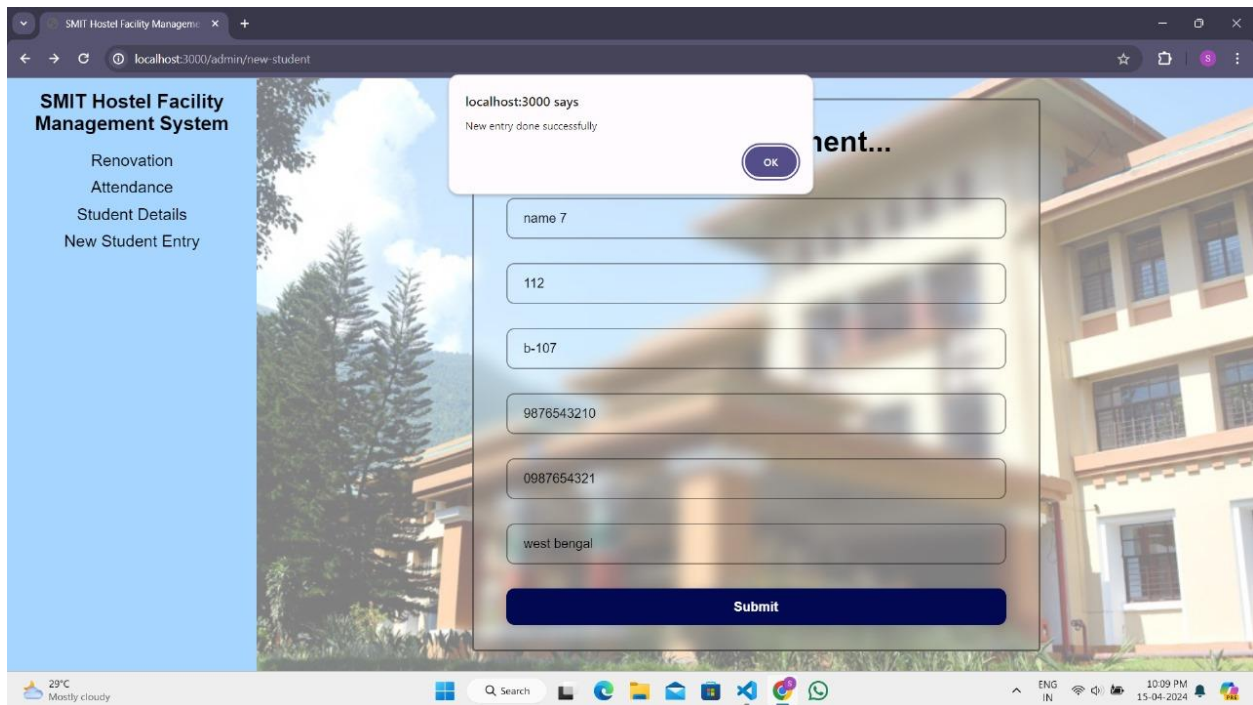 SMIT Hostel Facility Manageme
localhost:3000/admin/new-student
S
SMIT Hostel Facility
Management System
Renovation
Attendance
Student Details
New Student Entry
localhost:3000 says
New entry done successfully
OK
ent...
name 7
112
b-107
9876543210
0987654321
west bengal
Submit
29°C
Mostly cloudy
Search
ENG
IN
10:09 PM
15-04-2024